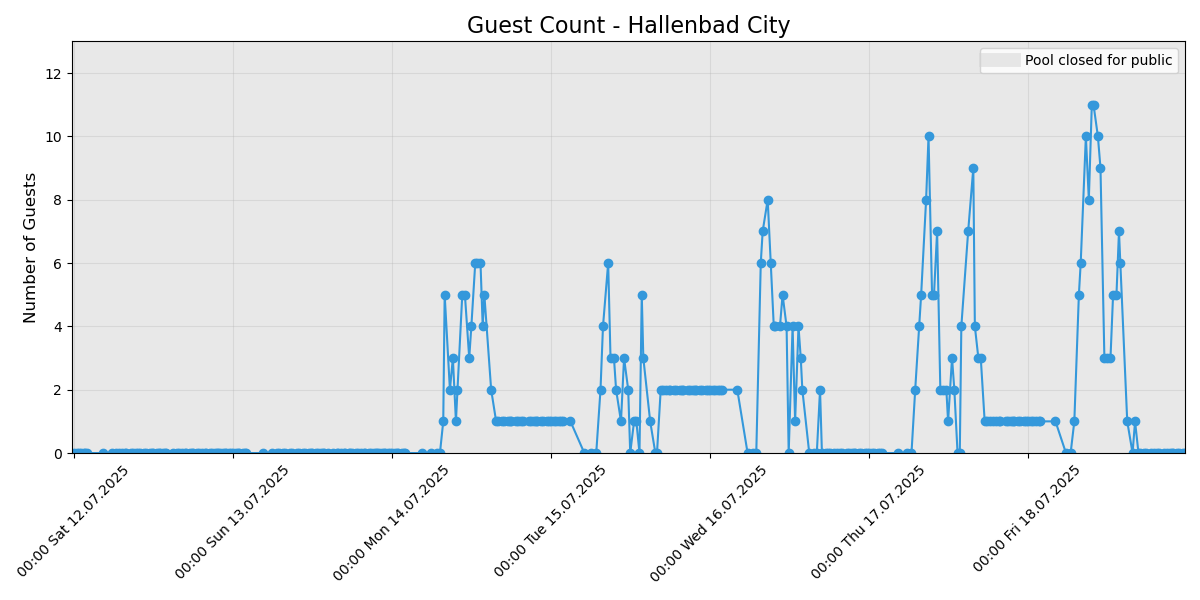 Guest Count - Hallenbad City
Pool closed for public
Number of Guests
12
10
8
6
4
2
0
00:00 Sat 12.07.2025
00:00 Sun 13.07.2025
00:00 Mon 14.07.2025
00:00 Tue 15.07.2025
00:00 Wed 16.07.2025
00:00 Thu 17.07.2025
00:00 Fri 18.07.2025